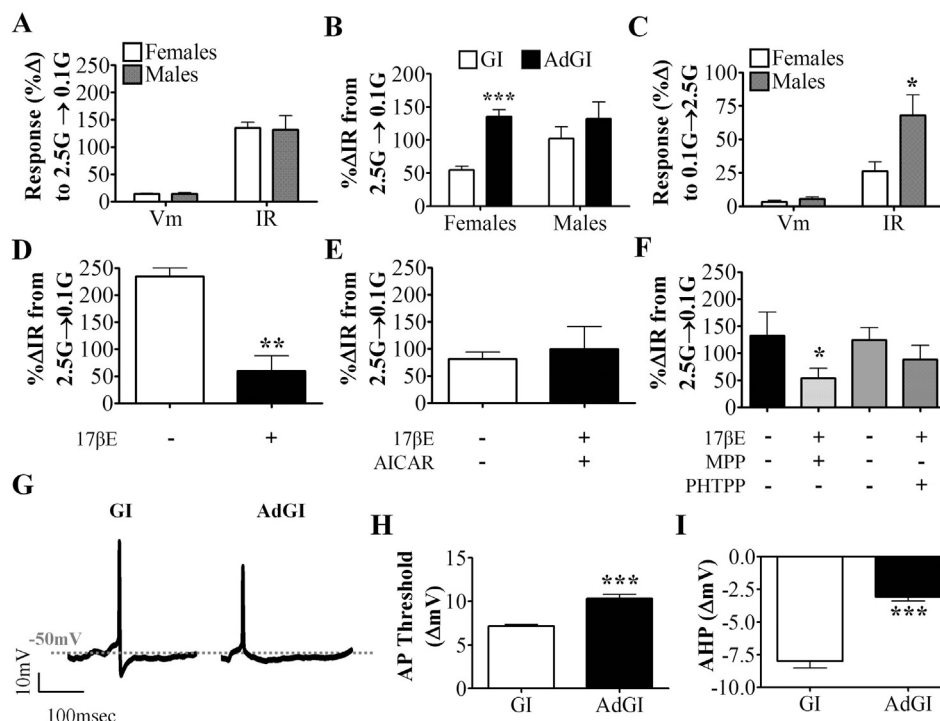 A
Females
Males
Response (%Δ)
to 2.5G → 0.1G
250
200
150
100
50
0
Vm
IR
B
GI
AdGI
%ΔIR from
2.5G → 0.1G
200
150
100
50
0
***
Females
Males
C
Females
Males
Response (%Δ)
to 0.1G→2.5G
100
75
50
25
0
*
Vm
IR
D
%ΔIR from
2.5G→0.1G
250
200
150
100
50
0
**
17βE - +
E
%ΔIR from
2.5G→0.1G
250
200
150
100
50
0
17βE - +
AICAR - +
F
%ΔIR from
2.5G→0.1G
200
150
100
50
0
*
17βE - + - +
MPP - + - -
PHTPP - - - +
G
GI
AdGI
-50mV
10mV
100msec
H
AP Threshold
(ΔmV)
15
10
5
0
***
GI
AdGI
I
AHP (ΔmV)
0.0
-2.5
-5.0
-7.5
-10.0
***
GI
AdGI